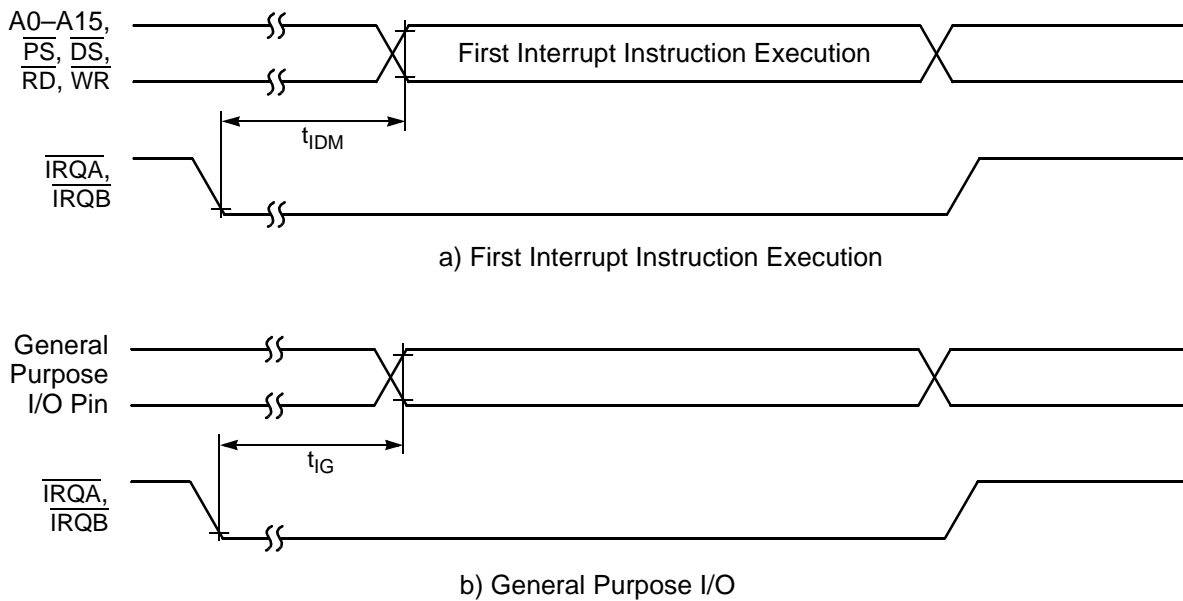 A0–A15,
PS, DS,
RD, WR
First Interrupt Instruction Execution
tIDM
IRQA,
IRQB
a) First Interrupt Instruction Execution
General
Purpose
I/O Pin
tIG
IRQA,
IRQB
b) General Purpose I/O